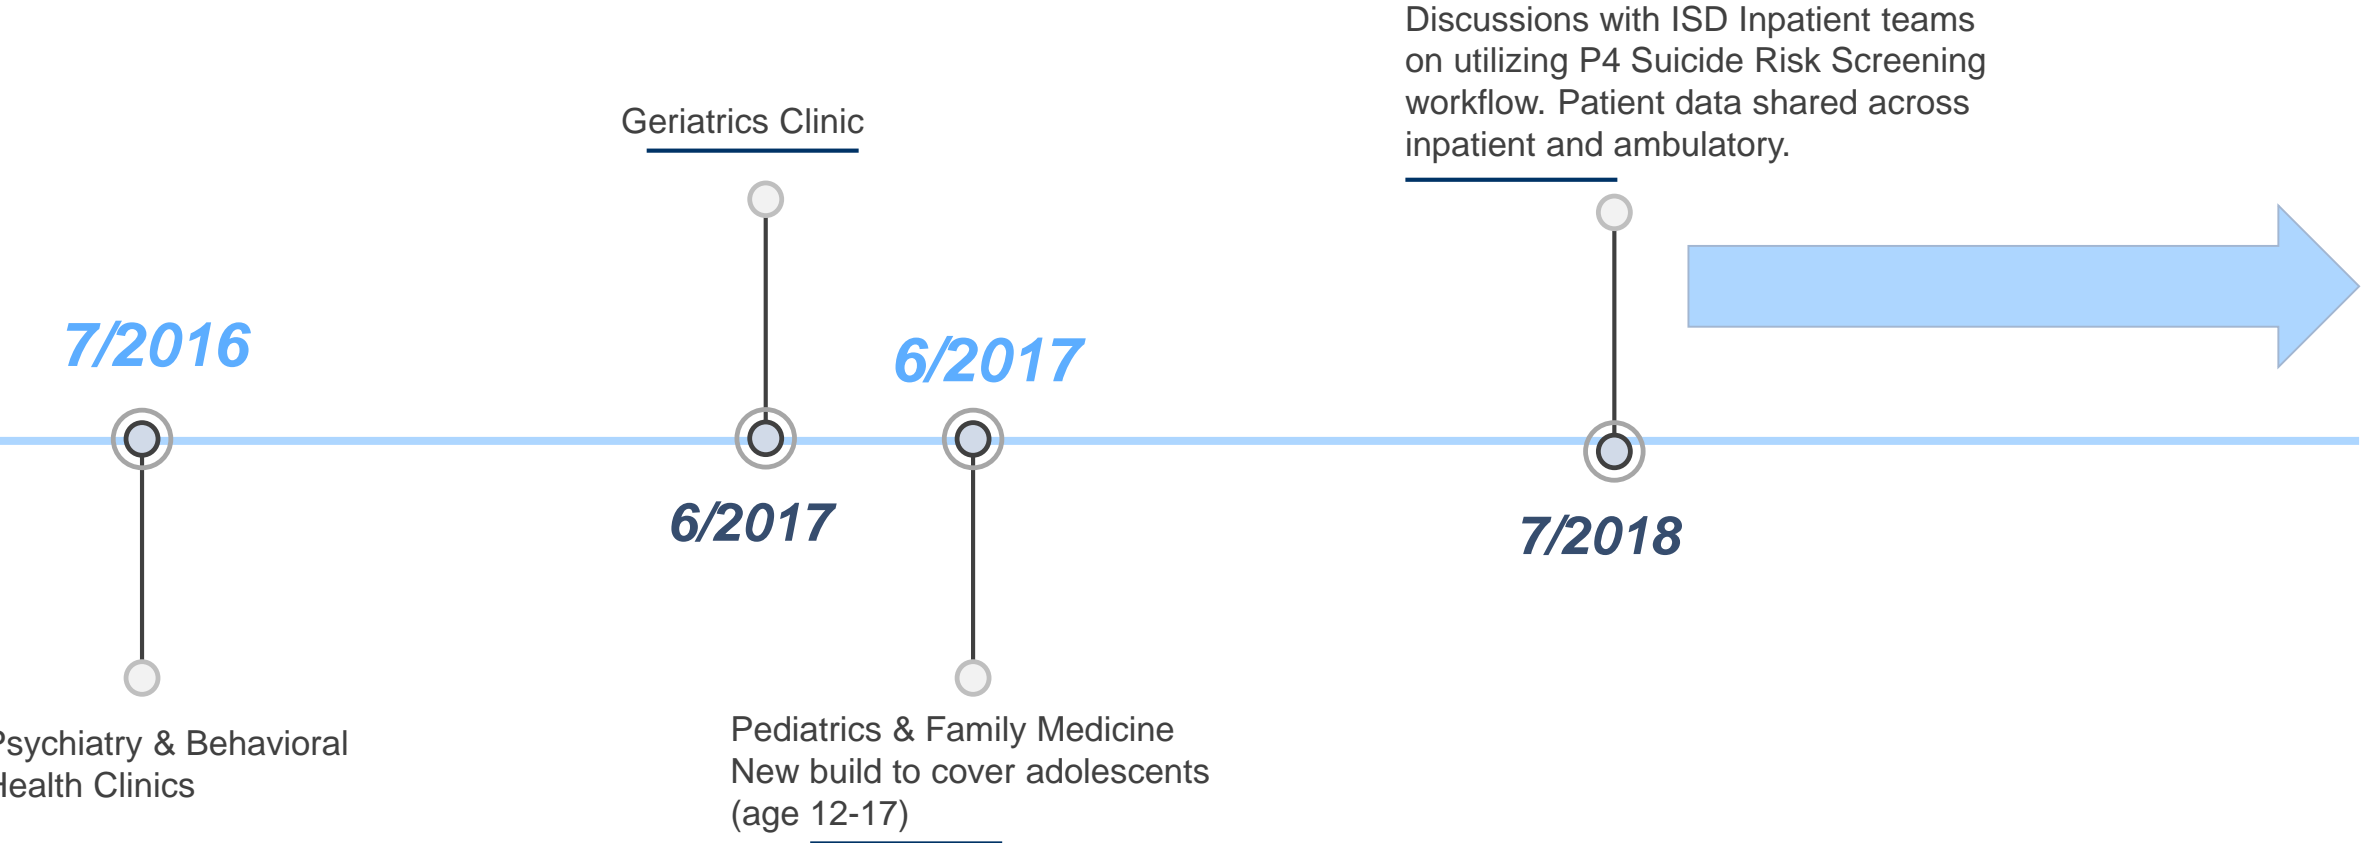 7/2016
Psychiatry & Behavioral
Health Clinics
Geriatrics Clinic
6/2017
6/2017
Pediatrics & Family Medicine
New build to cover adolescents
(age 12-17)
Discussions with ISD Inpatient teams
on utilizing P4 Suicide Risk Screening
workflow. Patient data shared across
inpatient and ambulatory.
7/2018